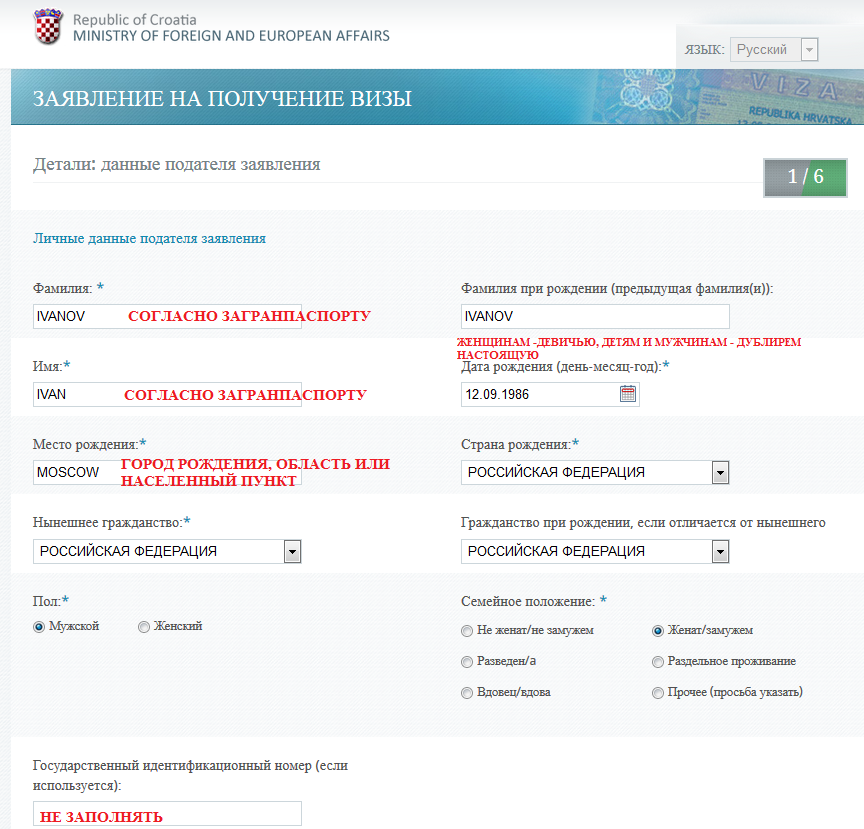 Republic of Croatia
MINISTRY OF FOREIGN AND EUROPEAN AFFAIRS
ЯЗЫК: Русский
ЗАЯВЛЕНИЕ НА ПОЛУЧЕНИЕ ВИЗЫ
VIZA
REPUBLIKA HRVATSKA
Детали: данные подателя заявления
1 / 6
Личные данные подателя заявления
Фамилия: *
IVANOV СОГЛАСНО ЗАГРАНПАСПОРТУ
Фамилия при рождении (предыдущая фамилия(и)):
IVANOV
ЖЕНЩИНАМ -ДЕВИЧЬЮ, ДЕТЯМ И МУЖЧИНАМ - ДУБЛИРЕМ
НАСТОЯЩУЮ
Имя:*
IVAN СОГЛАСНО ЗАГРАНПАСПОРТУ
Дата рождения (день-месяц-год):*
12.09.1986
Место рождения:*
MOSCOW ГОРОД РОЖДЕНИЯ, ОБЛАСТЬ ИЛИ
НАСЕЛЕННЫЙ ПУНКТ
Страна рождения:*
РОССИЙСКАЯ ФЕДЕРАЦИЯ
Нынешнее гражданство:*
РОССИЙСКАЯ ФЕДЕРАЦИЯ
Гражданство при рождении, если отличается от нынешнего
РОССИЙСКАЯ ФЕДЕРАЦИЯ
Пол:*
Мужской Женский
Семейное положение: *
Не женат/не замужем Женат/замужем
Разведен/а Раздельное проживание
Вдовец/вдова Прочее (просьба указать)
Государственный идентификационный номер (если
используется):
НЕ ЗАПОЛНЯТЬ